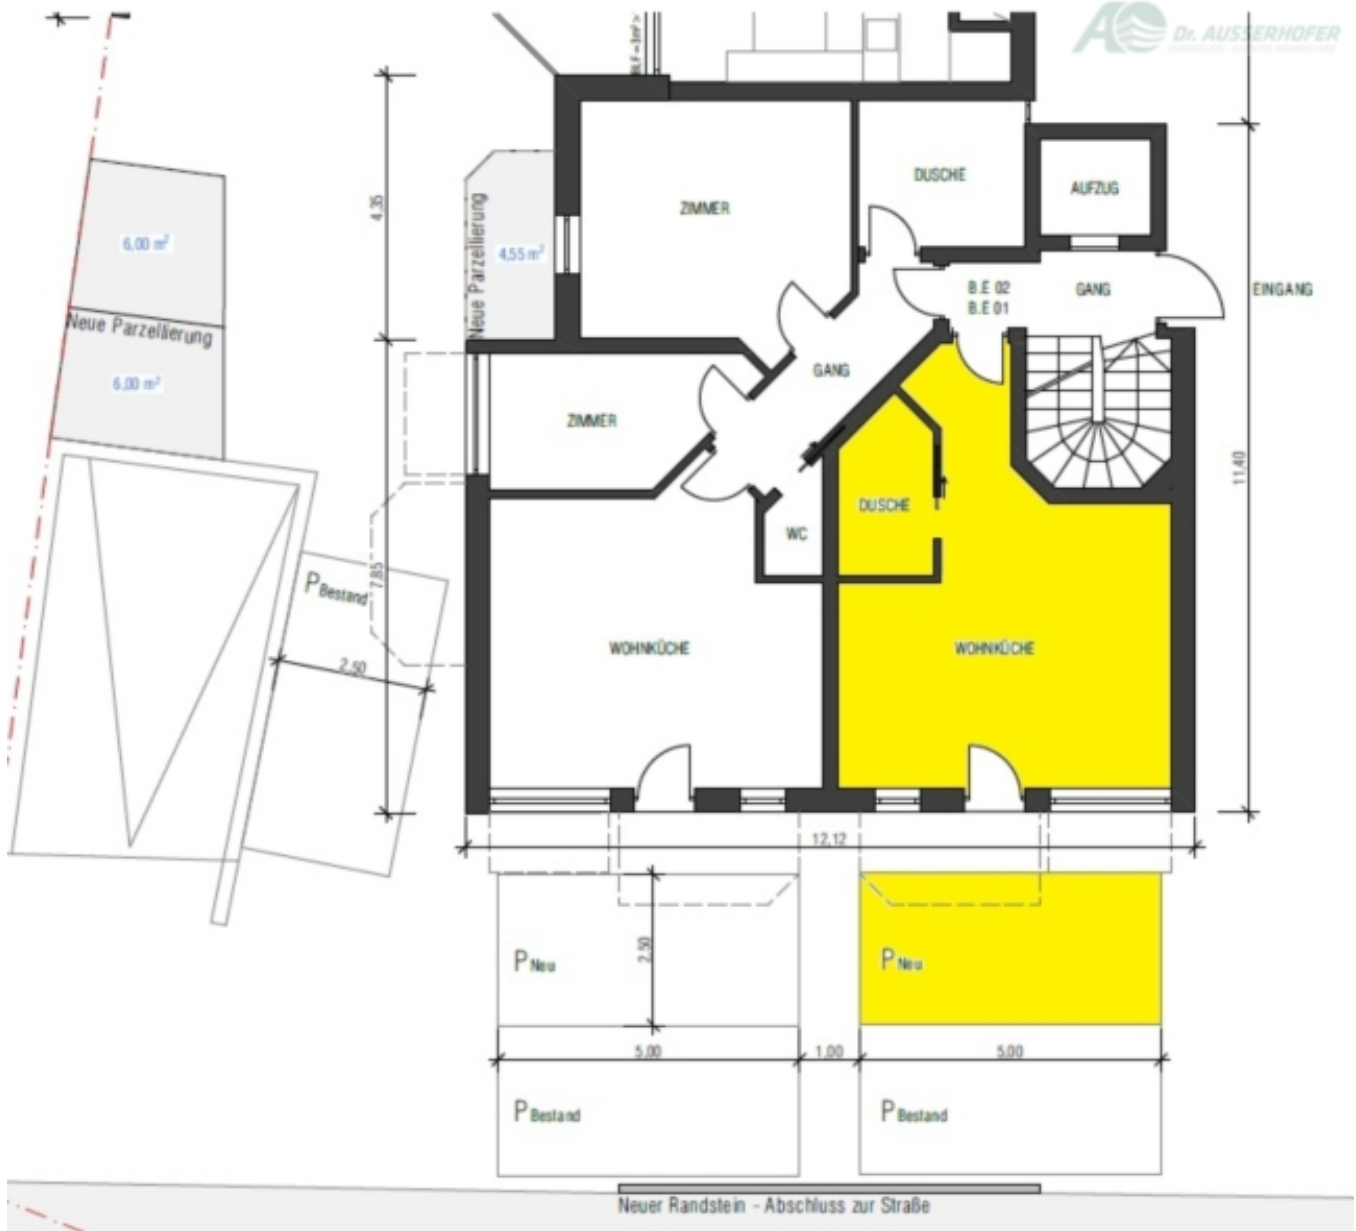 Dr. AUSSERHOFER
BLF=3m²>
DUSCHE
AUFZUG
ZIMMER
4,35
Neue Parzellierung
4,55 m²
6,00 m²
Neue Parzellierung
6,00 m²
B.E 02
B.E 01
GANG
EINGANG
GANG
ZIMMER
11,40
DUSCHE
WC
7,85
P Bestand
2,50
WOHNKÜCHE
WOHNKÜCHE
12,12
P Neu
2,50
P Neu
5,00
1,00
5,00
P Bestand
P Bestand
Neuer Randstein - Abschluss zur Straße